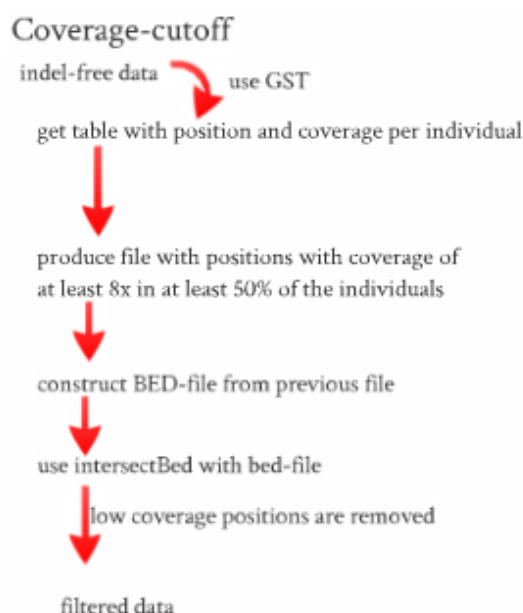 Coverage-cutoff
indel-free data
use GST
get table with position and coverage per individual
produce file with positions with coverage of
at least 8x in at least 50% of the individuals
construct BED-file from previous file
use intersectBed with bed-file
low coverage positions are removed
filtered data